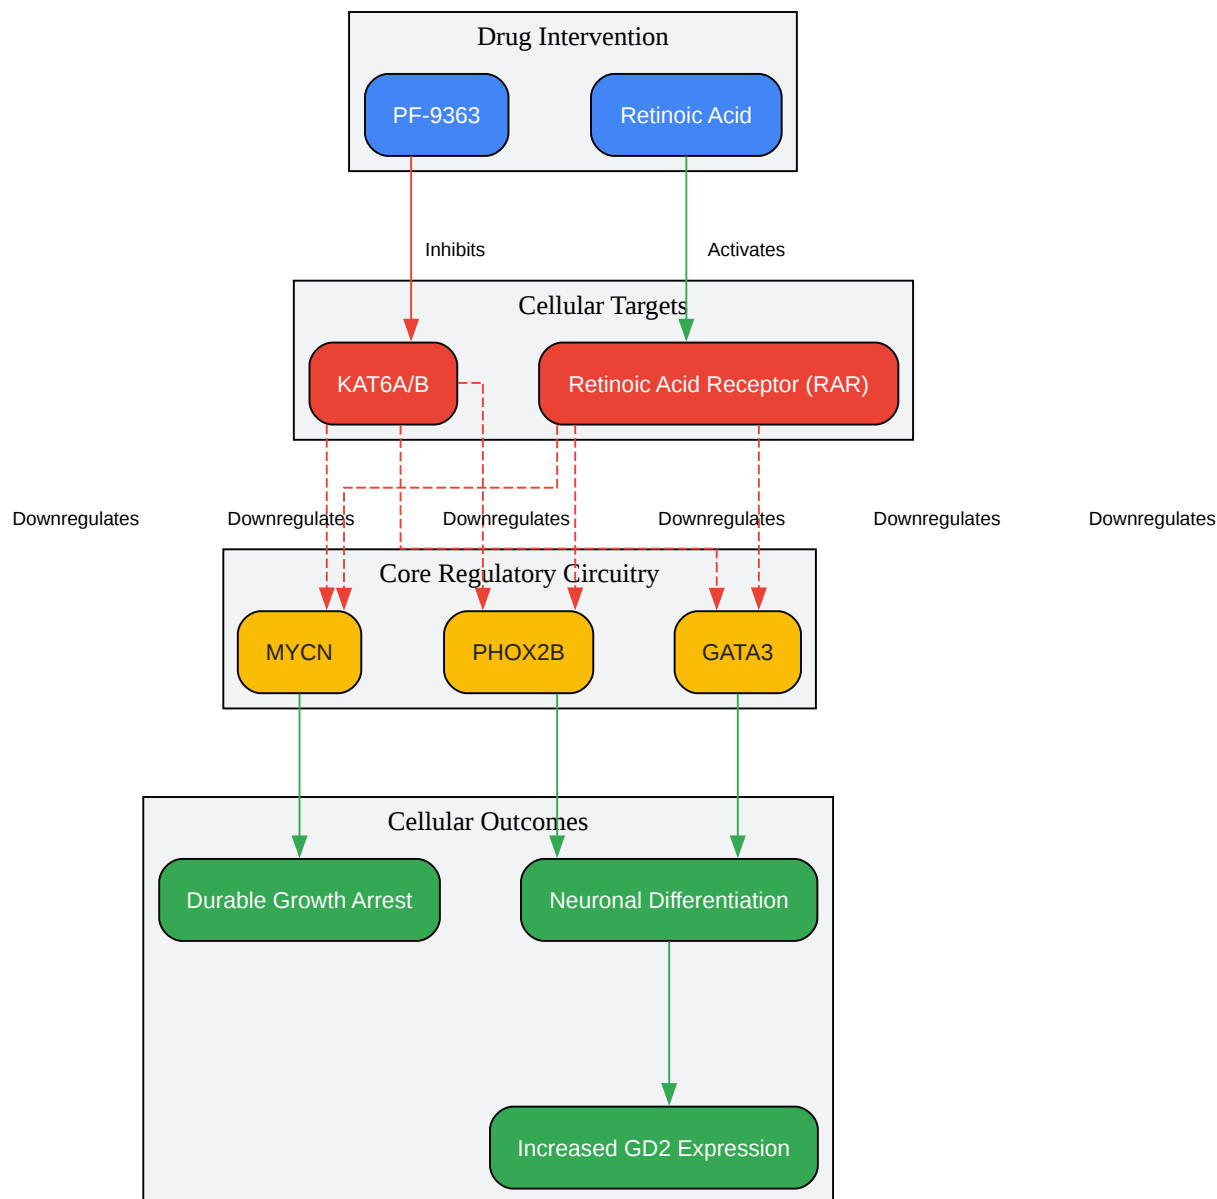 Drug Intervention
PF-9363
Retinoic Acid
Inhibits
Activates
Cellular Targets
KAT6A/B
Retinoic Acid Receptor (RAR)
Downregulates
Downregulates
Downregulates
Downregulates
Downregulates
Downregulates
Core Regulatory Circuitry
MYCN
PHOX2B
GATA3
Cellular Outcomes
Durable Growth Arrest
Neuronal Differentiation
Increased GD2 Expression